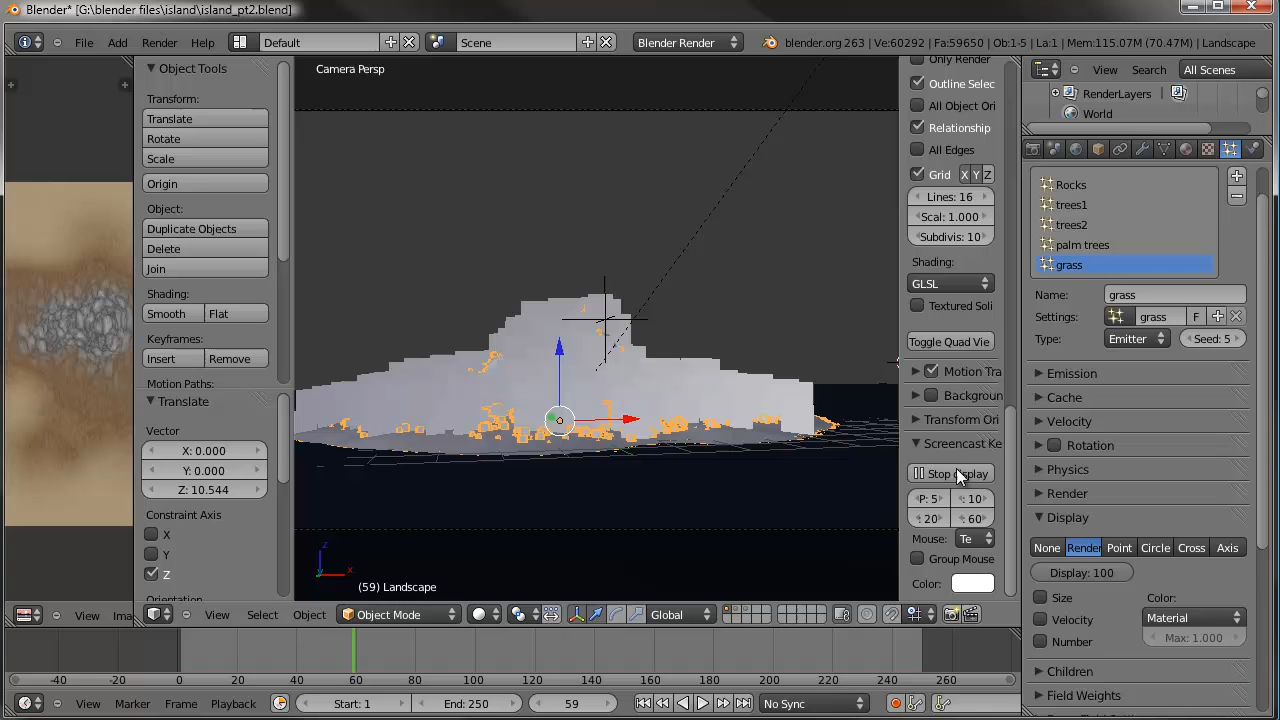 Blender* [G:\blender files\island\island_pt2.blend]
File Add Render Help Default Scene Blender Render blender.org 263 | Ve:60292 | Fa:59650 | Ob:1-5 | La:1 | Mem:115.07M (70.47M) | Landscape
Object Tools
Transform:
Translate
Rotate
Scale
Origin
Object:
Duplicate Objects
Delete
Join
Shading:
Smooth Flat
Keyframes:
Insert Remove
Motion Paths:
Translate
Vector
X: 0.000
Y: 0.000
Z: 10.544
Constraint Axis
X
Y
Z
Orientation
Camera Persp
z
x
(59) Landscape
Only Render
Outline Selec
All Object Ori
Relationship
All Edges
Grid X Y Z
Lines: 16
Scal: 1.000
Subdivis: 10
Shading:
GLSL
Textured Soli
Toggle Quad Vie
Motion Tra
Backgroun
Transform Ori
Screencast Ke
Stop display
P: 5 : 10
: 20 : 60
Mouse: Te
Group Mouse
Color:
View Search All Scenes
RenderLayers |
World
Rocks
trees1
trees2
palm trees
grass
Name: grass
Settings: grass F
Type: Emitter Seed: 5
Emission
Cache
Velocity
Rotation
Physics
Render
Display
None Render Point Circle Cross Axis
Display: 100
Size Color:
Velocity Material
Number Max: 1.000
Children
Field Weights
View Ima View Select Object Object Mode Global
-40 -20 0 20 40 60 80 100 120 140 160 180 200 220 240 260
View Marker Frame Playback Start: 1 End: 250 59 No Sync